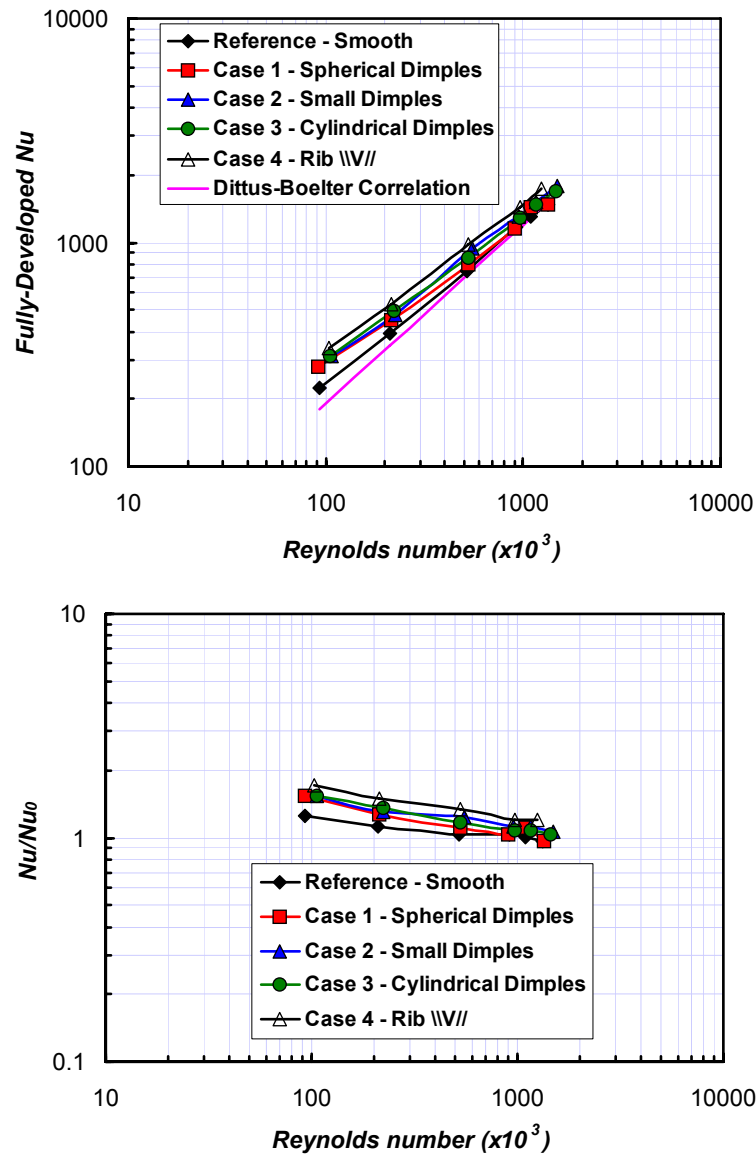 10000
Reference - Smooth
Case 1 - Spherical Dimples
Case 2 - Small Dimples
Case 3 - Cylindrical Dimples
Case 4 - Rib \\V//
Dittus-Boelter Correlation
Fully-Developed Nu
1000
100
10 100 1000 10000
Reynolds number (x10³)
10
Nu/Nu₀
1
Reference - Smooth
Case 1 - Spherical Dimples
Case 2 - Small Dimples
Case 3 - Cylindrical Dimples
Case 4 - Rib \\V//
0.1
10 100 1000 10000
Reynolds number (x10³)